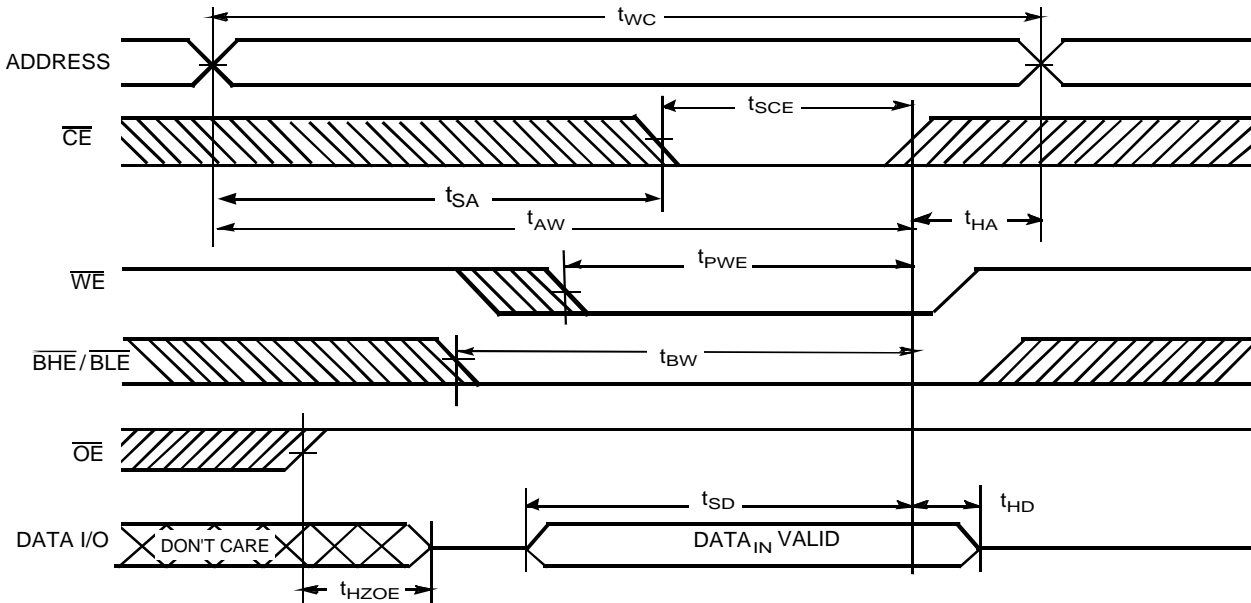 tWC
ADDRESS
tSCE
CE
tSA
tAW
tHA
tPWE
WE
tBW
BHE/BLE
OE
tSD
tHD
DATA I/O
DON'T CARE
DATAIN VALID
tHZOE